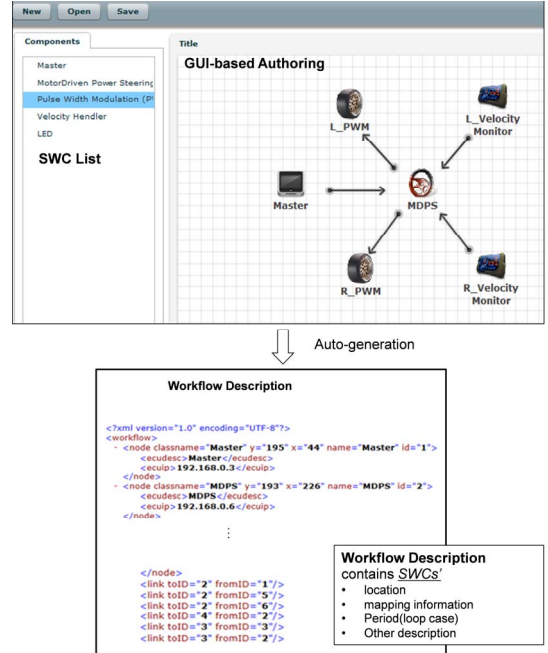 New Open Save
Components
Master
MotorDriven Power Steering
Pulse Width Modulation (P
Velocity Hendler
LED
SWC List
Title
GUI-based Authoring
L_PWM
L_Velocity
Monitor
Master
MDPS
R_PWM
R_Velocity
Monitor
Auto-generation
Workflow Description
<?xml version="1.0" encoding="UTF-8"?>
<workflow>
- <node classname="Master" y="195" x="44" name="Master" id="1">
<ecudesc>Master</ecudesc>
<ecuip>192.168.0.3</ecuip>
</node>
- <node classname="MDPS" y="193" x="226" name="MDPS" id="2">
<ecudesc>MDPS</ecudesc>
<ecuip>192.168.0.6</ecuip>
</node>
⋮
</node>
<link toID="2" fromID="1"/>
<link toID="2" fromID="5"/>
<link toID="2" fromID="6"/>
<link toID="4" fromID="2"/>
<link toID="3" fromID="3"/>
<link toID="3" fromID="2"/>
Workflow Description
contains SWCs'
• location
• mapping information
• Period(loop case)
• Other description